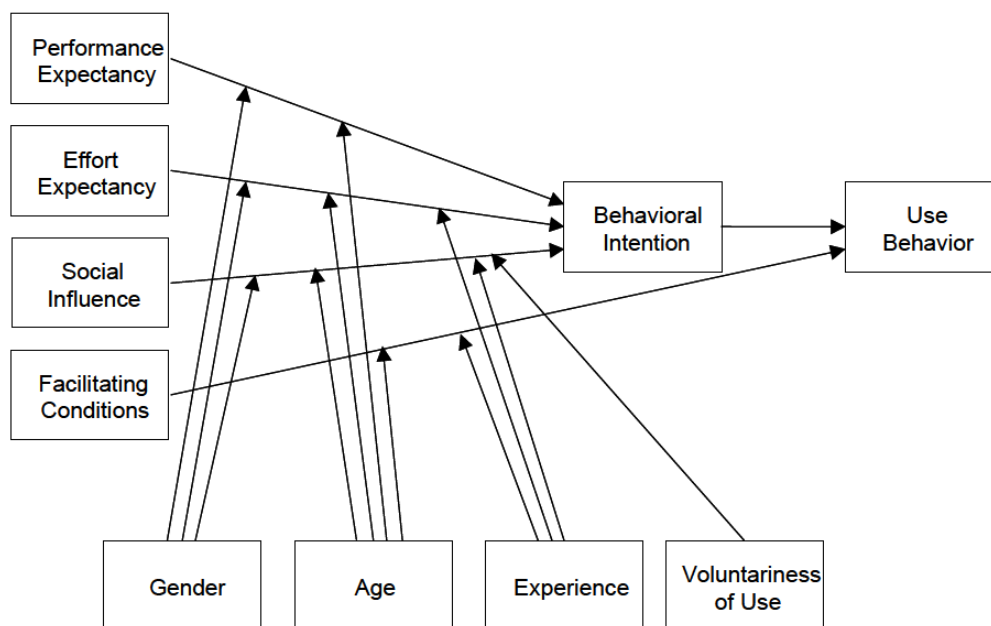 Performance
Expectancy
Effort
Expectancy
Social
Influence
Facilitating
Conditions
Behavioral
Intention
Use
Behavior
Gender
Age
Experience
Voluntariness
of Use